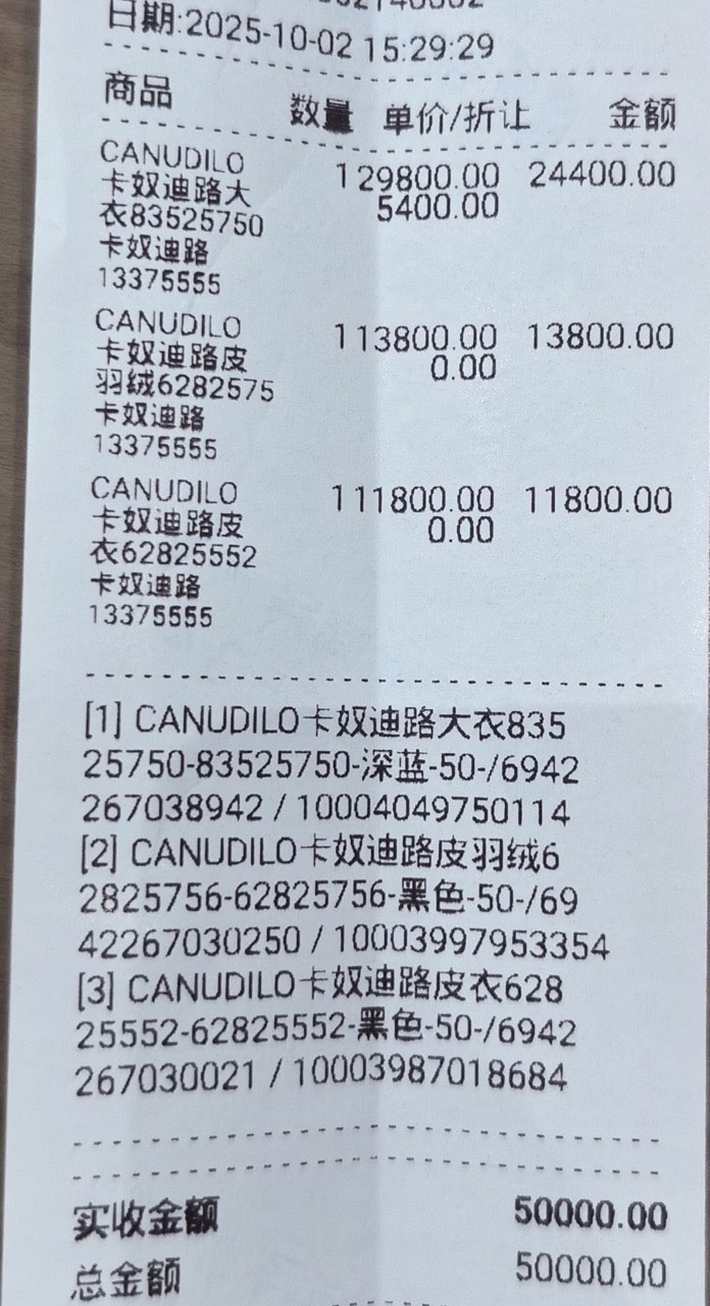 日期:2025-10-02 15:29:29
商品 数量 单价/折让 金额
CANUDILO 1 29800.00 24400.00
卡奴迪路大 5400.00
衣83525750
卡奴迪路
13375555
CANUDILO 1 13800.00 13800.00
卡奴迪路皮 0.00
羽绒6282575
卡奴迪路
13375555
CANUDILO 1 11800.00 11800.00
卡奴迪路皮 0.00
衣62825552
卡奴迪路
13375555
[1] CANUDILO卡奴迪路大衣835
25750-83525750-深蓝-50-/6942
267038942 / 10004049750114
[2] CANUDILO卡奴迪路皮羽绒6
2825756-62825756-黑色-50-/69
42267030250 / 10003997953354
[3] CANUDILO卡奴迪路皮衣628
25552-62825552-黑色-50-/6942
267030021 / 10003987018684
实收金额 50000.00
总金额 50000.00